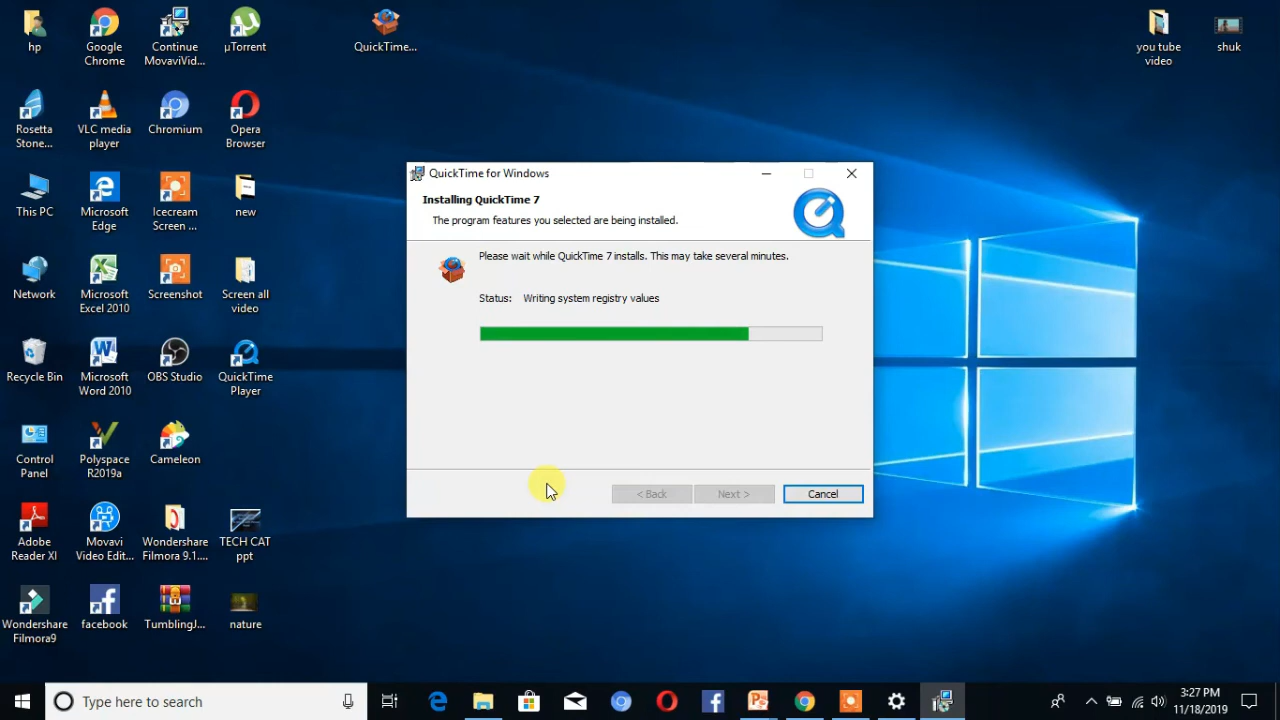 hp
Google
Chrome
Continue
MovaviVid...
µTorrent
QuickTime...
you tube
video
shuk
Rosetta
Stone...
VLC media
player
Chromium
Opera
Browser
This PC
Microsoft
Edge
Icecream
Screen ...
new
Network
Microsoft
Excel 2010
Screenshot
Screen all
video
Recycle Bin
Microsoft
Word 2010
OBS Studio
QuickTime
Player
Control
Panel
Polyspace
R2019a
Cameleon
Adobe
Reader XI
Movavi
Video Edit...
Wondershare
Filmora 9.1....
TECH CAT
ppt
Wondershare
Filmora9
facebook
TumblingJ...
nature
QuickTime for Windows
Installing QuickTime 7
The program features you selected are being installed.
Please wait while QuickTime 7 installs. This may take several minutes.
Status: Writing system registry values
< Back
Next >
Cancel
Type here to search
3:27 PM
11/18/2019